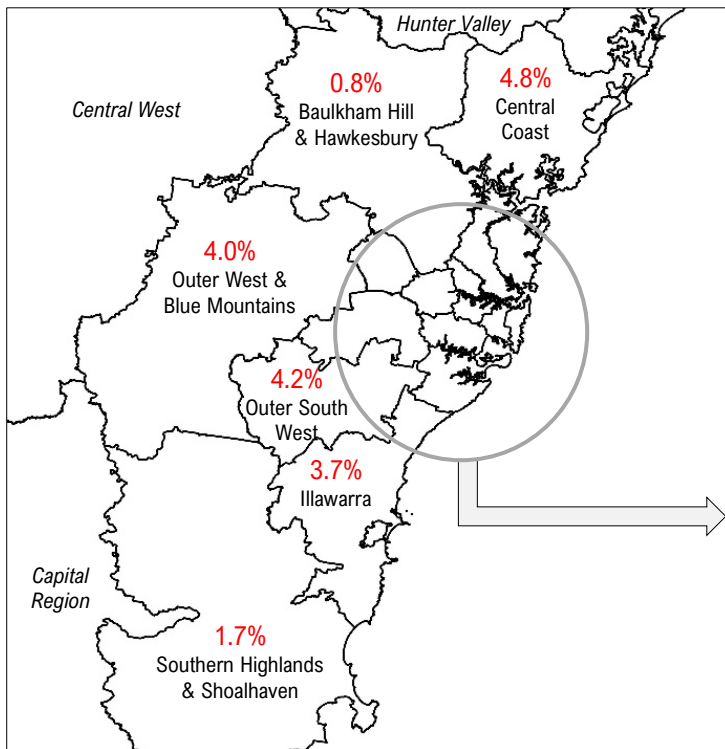 Hunter Valley
0.8%
Baulkham Hill
& Hawkesbury
4.8%
Central
Coast
Central West
4.0%
Outer West &
Blue Mountains
4.2%
Outer South
West
3.7%
Illawarra
Capital
Region
1.7%
Southern Highlands
& Shoalhaven